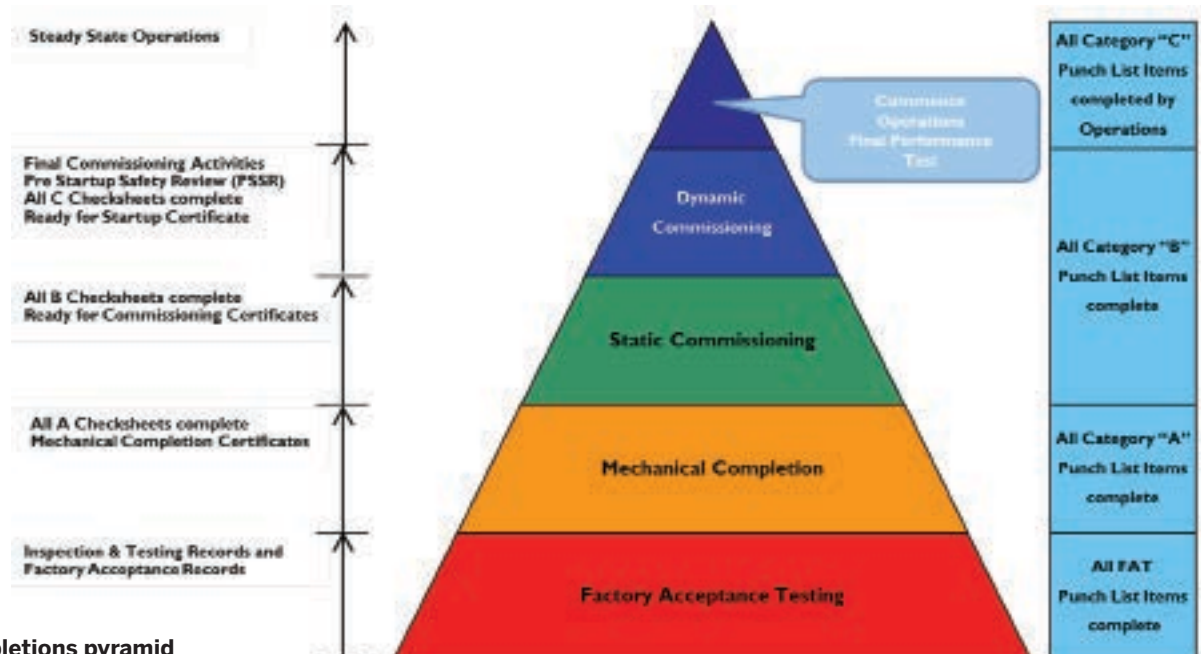 Steady State Operations
Final Commissioning Activities
Pre Startup Safety Review (PSSR)
All C Checksheets complete
Ready for Startup Certificate
All B Checksheets complete
Ready for Commissioning Certificates
All A Checksheets complete
Mechanical Completion Certificates
Inspection & Testing Records and
Factory Acceptance Records
Commence
Operations
Final Performance
Test
Dynamic
Commissioning
Static Commissioning
Mechanical Completion
Factory Acceptance Testing
All Category "C"
Punch List Items
completed by
Operations
All Category "B"
Punch List Items
complete
All Category "A"
Punch List Items
complete
All FAT
Punch List Items
complete
pyramid